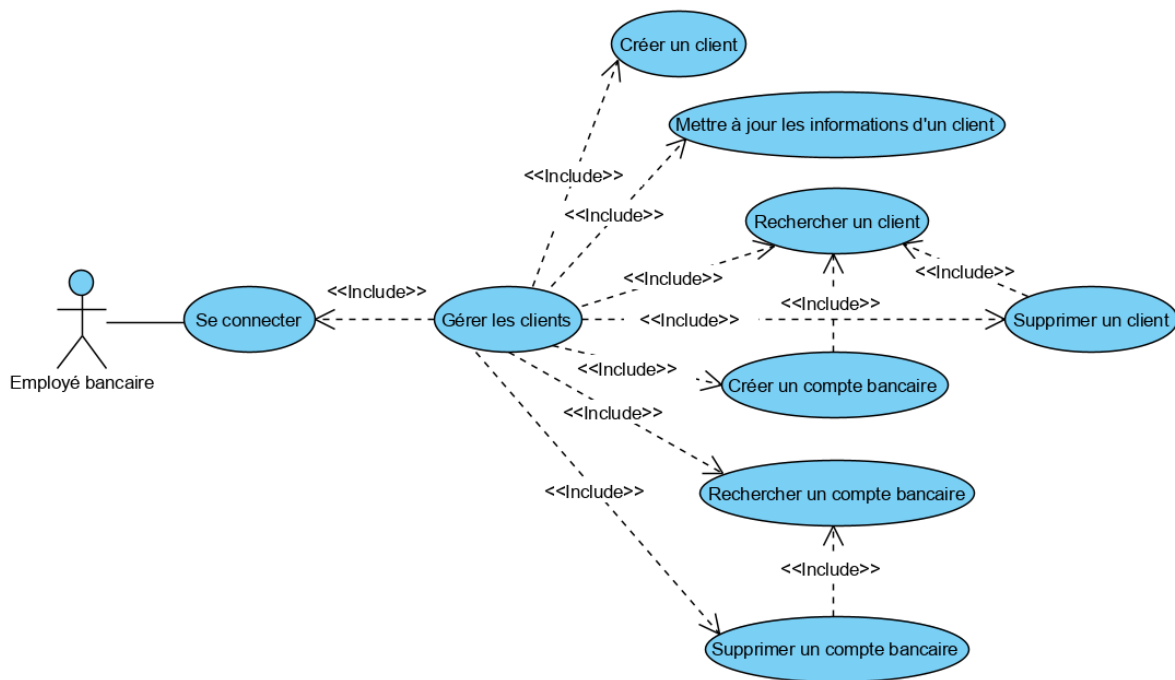 Créer un client
Mettre à jour les informations d'un client
<<Include>>
<<Include>>
Rechercher un client
<<Include>>
<<Include>>
<<Include>>
<<Include>>
Se connecter
Gérer les clients
<<Include>>
Supprimer un client
<<Include>>
Employé bancaire
Créer un compte bancaire
<<Include>>
<<Include>>
Rechercher un compte bancaire
<<Include>>
Supprimer un compte bancaire